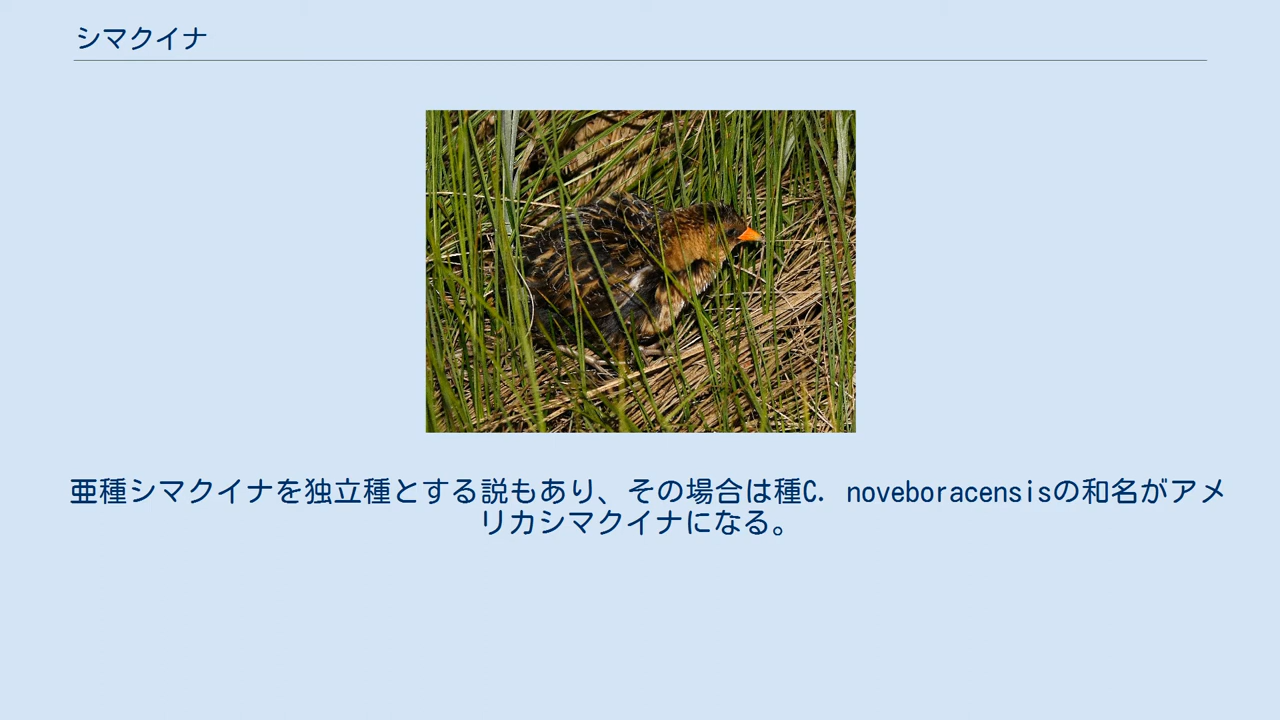 シマクイナ
亜種シマクイナを独立種とする説もあり、その場合は種C. noveboracensisの和名がアメ
リカシマクイナになる。